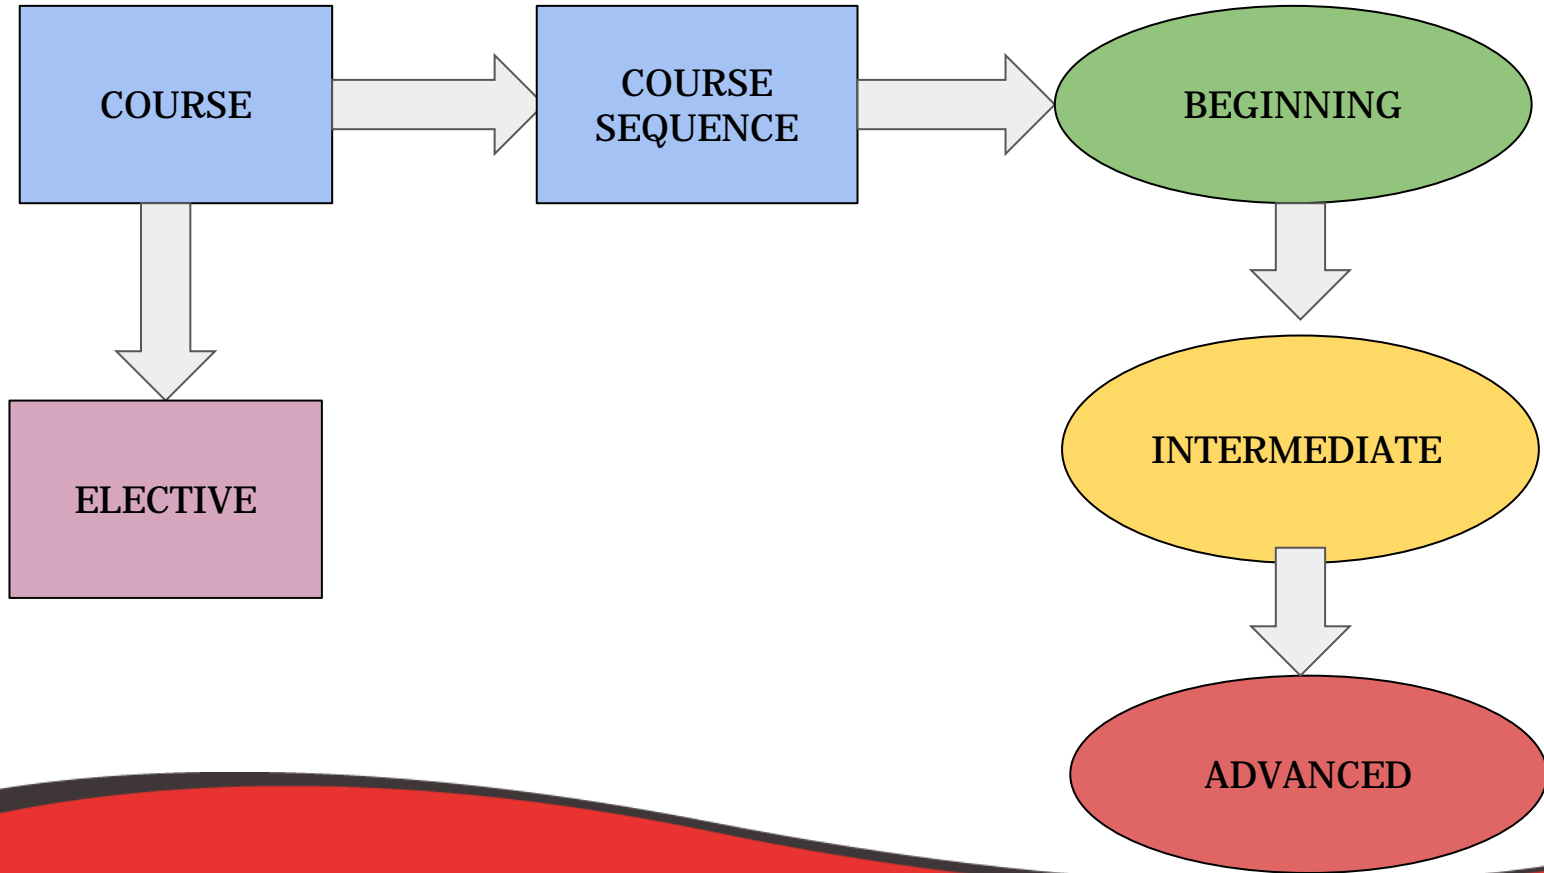 COURSE
COURSE
SEQUENCE
BEGINNING
INTERMEDIATE
ELECTIVE
ADVANCED